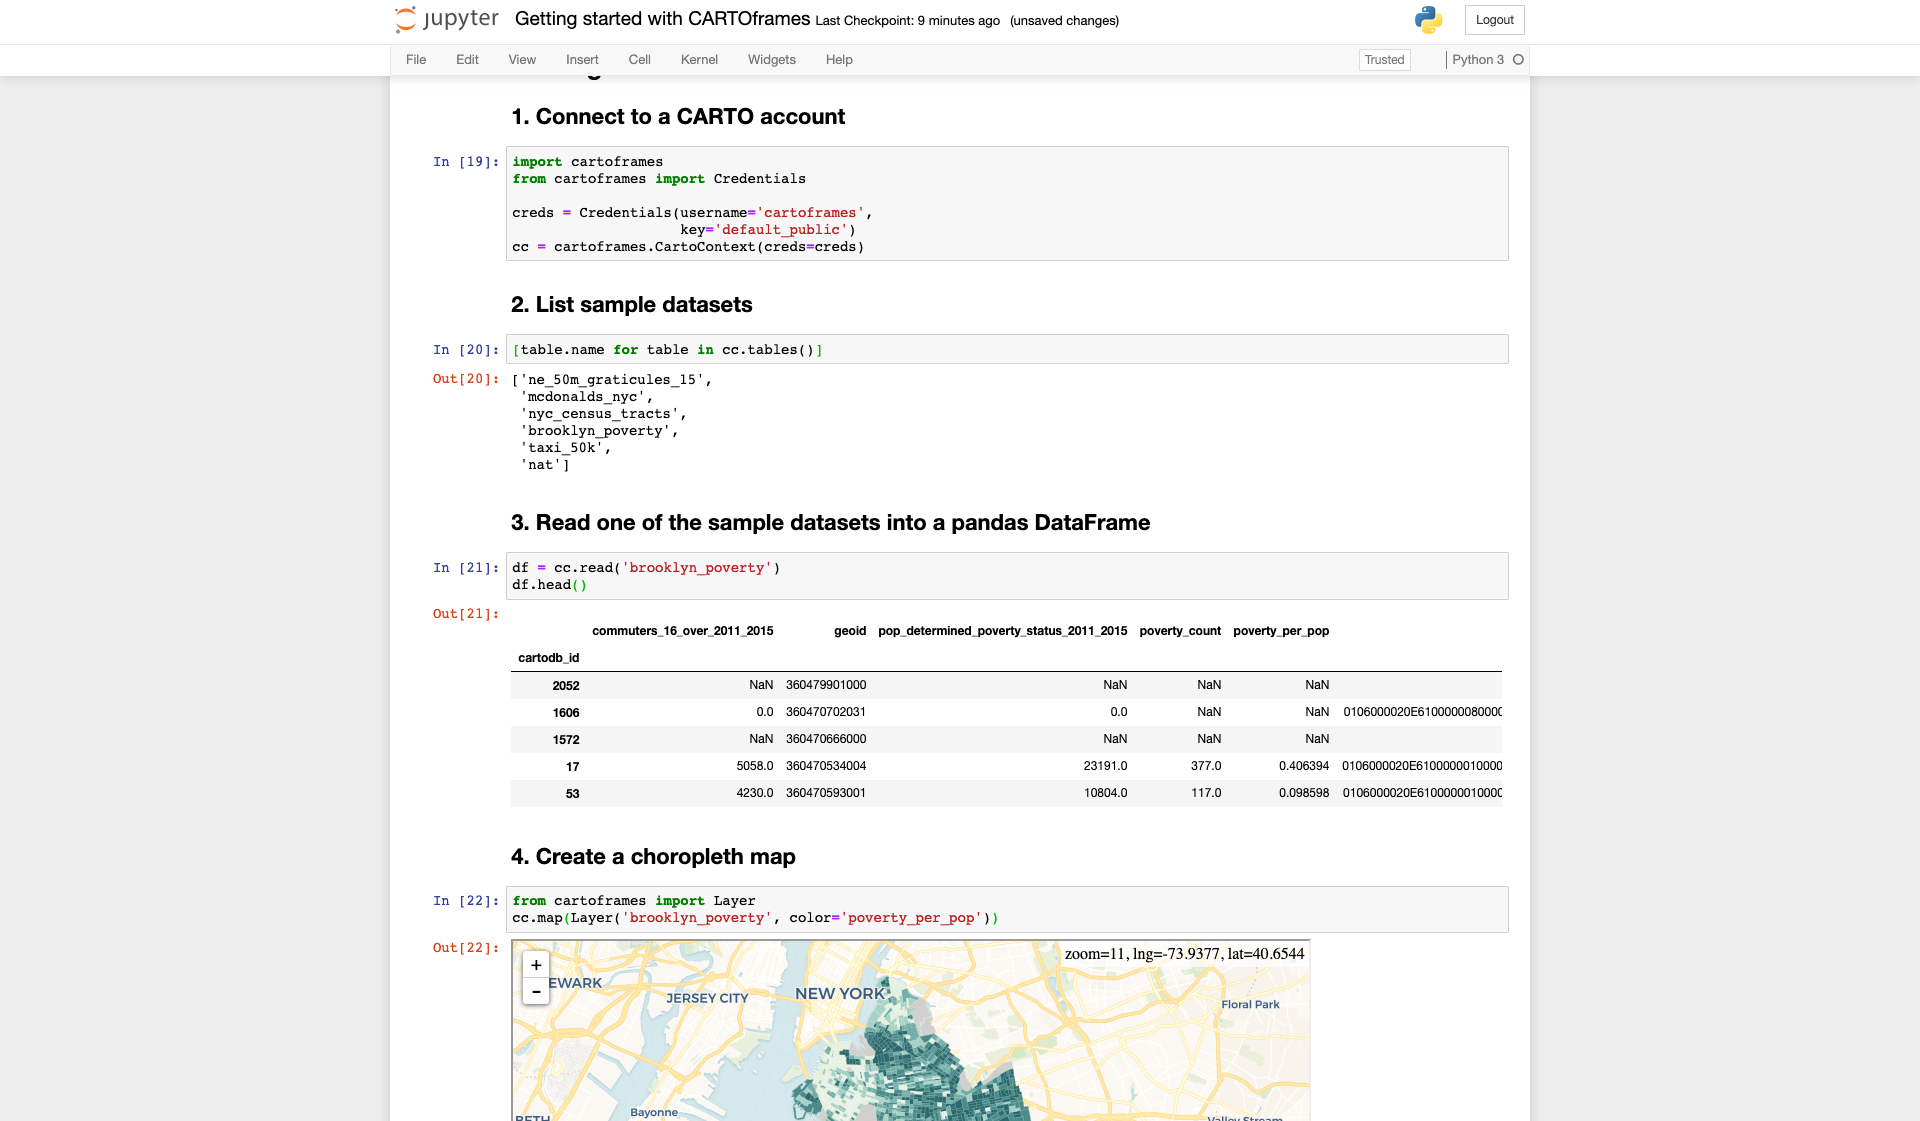 jupyter Getting started with CARTOframes Last Checkpoint: 9 minutes ago (unsaved changes) Logout
File Edit View Insert Cell Kernel Widgets Help Trusted Python 3
1. Connect to a CARTO account
In [19]: import cartoframes
from cartoframes import Credentials
creds = Credentials(username='cartoframes',
key='default_public')
cc = cartoframes.CartoContext(creds=creds)
2. List sample datasets
In [20]: [table.name for table in cc.tables()]
Out[20]: ['ne_50m_graticules_15',
'mcdonalds_nyc',
'nyc_census_tracts',
'brooklyn_poverty',
'taxi_50k',
'nat']
3. Read one of the sample datasets into a pandas DataFrame
In [21]: df = cc.read('brooklyn_poverty')
df.head()
Out[21]:
commuters_16_over_2011_2015 geoid pop_determined_poverty_status_2011_2015 poverty_count poverty_per_pop
cartodb_id
2052 NaN 360479901000 NaN NaN NaN
1606 0.0 360470702031 0.0 NaN NaN 0106000020E6100000080000
1572 NaN 360470666000 NaN NaN NaN
17 5058.0 360470534004 23191.0 377.0 0.406394 0106000020E6100000010000
53 4230.0 360470593001 10804.0 117.0 0.098598 0106000020E6100000010000
4. Create a choropleth map
In [22]: from cartoframes import Layer
cc.map(Layer('brooklyn_poverty', color='poverty_per_pop'))
Out[22]:
zoom=11, lng=-73.9377, lat=40.6544
+
-
EWARK
JERSEY CITY
NEW YORK
Floral Park
Bayonne
BETH
Valley Stream